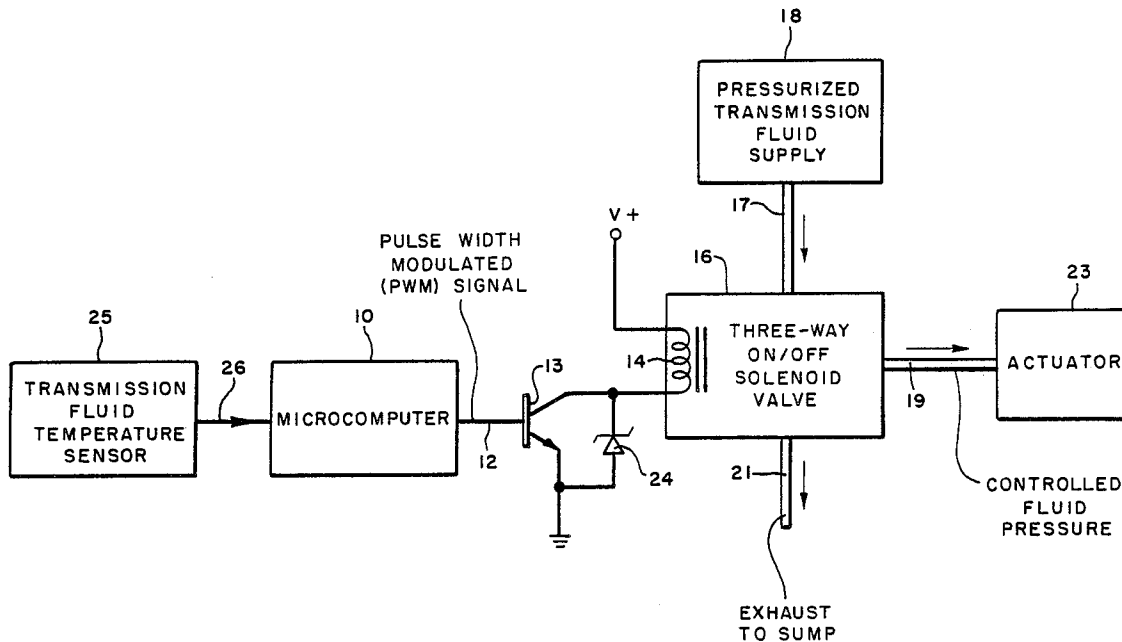 18
PRESSURIZED
TRANSMISSION
FLUID
SUPPLY
17
V +
PULSE WIDTH
MODULATED
(PWM) SIGNAL
16
23
25
10
14
THREE-WAY
ON/OFF
SOLENOID
VALVE
ACTUATOR
19
TRANSMISSION
FLUID
TEMPERATURE
SENSOR
26
MICROCOMPUTER
12
13
24
21
CONTROLLED
FLUID
PRESSURE
EXHAUST
TO SUMP